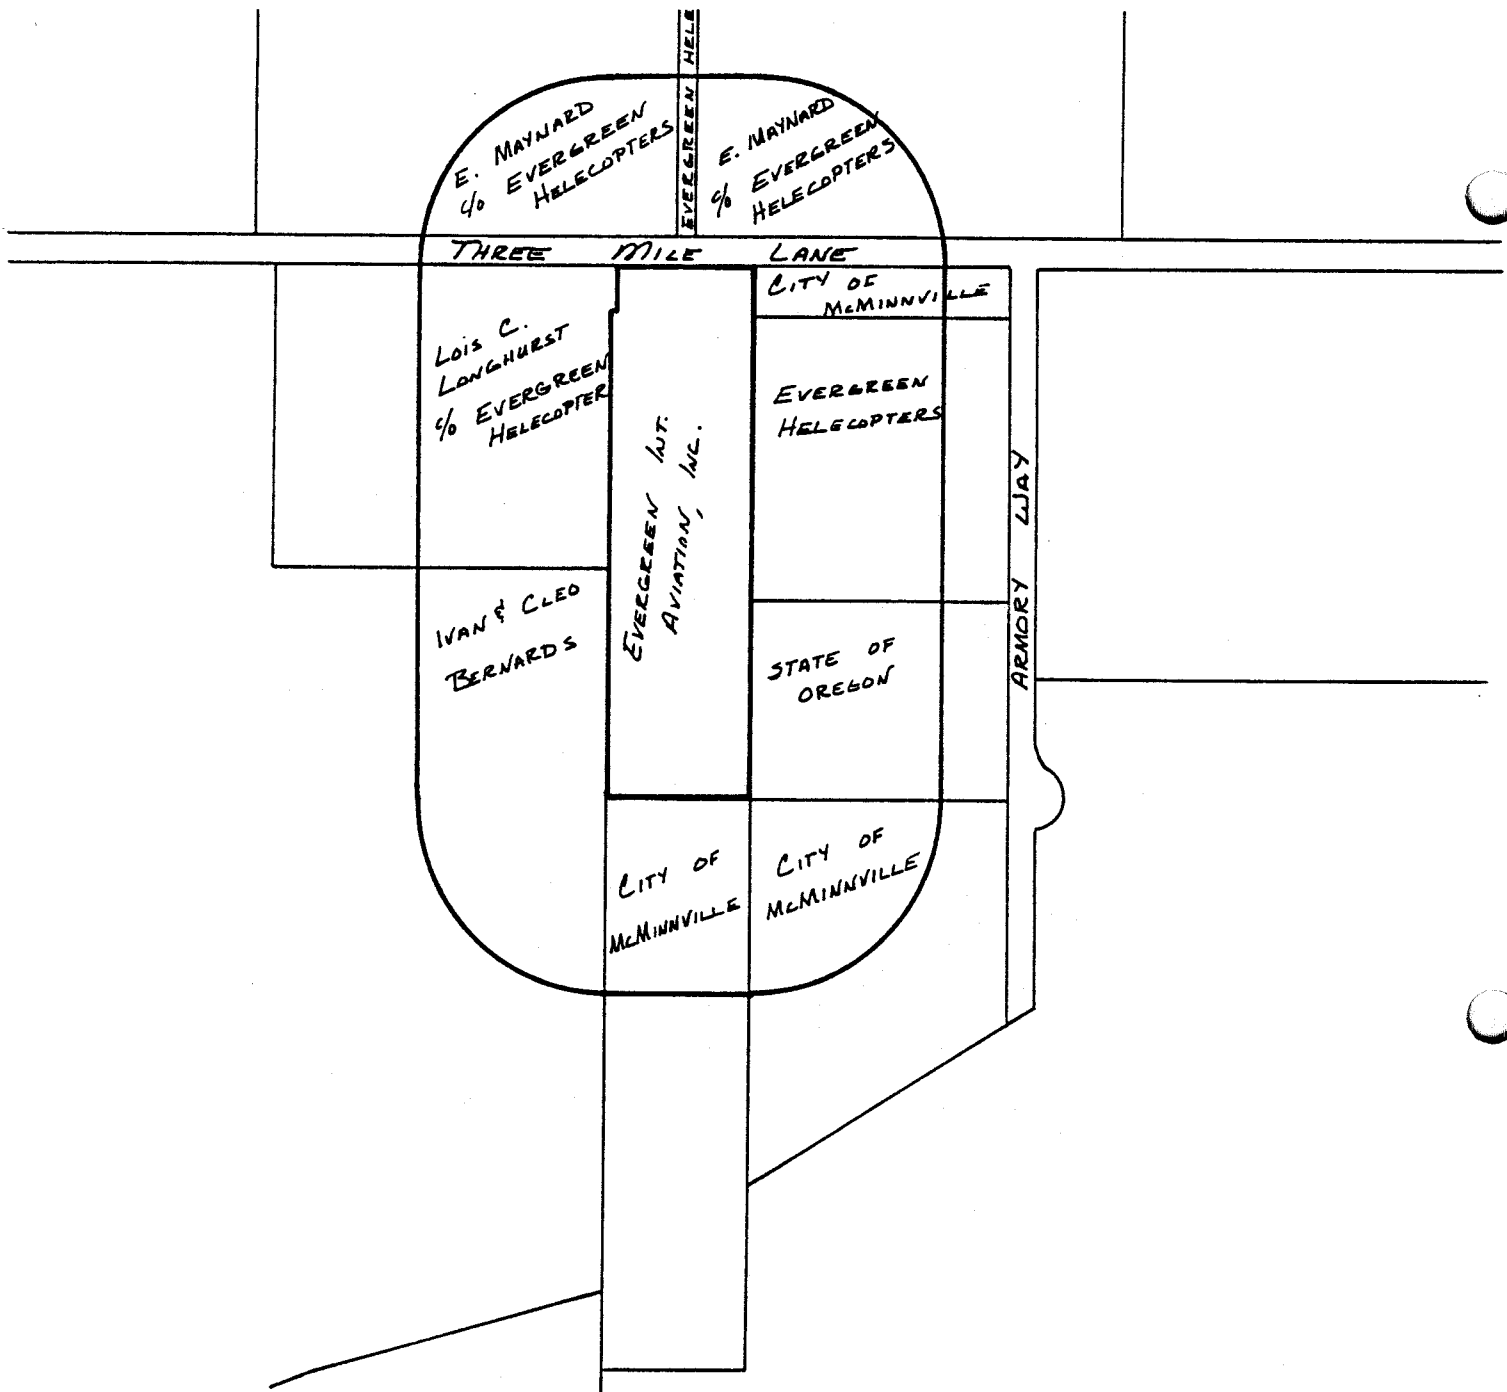 EVERGREEN HELE
E. MAYNARD
c/o EVERGREEN
HELECOPTERS
E. MAYNARD
c/o EVERGREEN
HELECOPTERS
THREE MILE LANE
CITY OF
McMINNVILLE
LOIS C.
LONGHURST
c/o EVERGREEN
HELECOPTER
EVERGREEN INT.
AVIATION, INC.
EVERGREEN
HELECOPTERS
ARMORY WAY
IVAN & CLEO
BERNARDS
STATE OF
OREGON
CITY OF
McMINNVILLE
CITY OF
McMINNVILLE